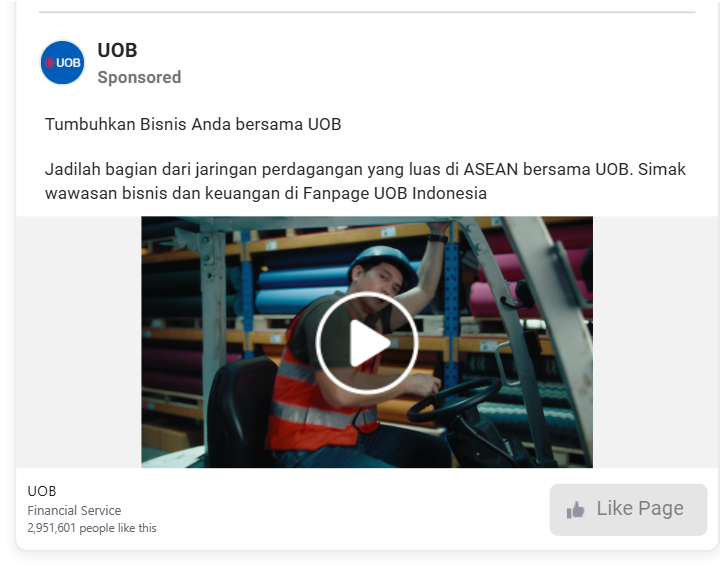 UOB
UOB
Sponsored
Tumbuhkan Bisnis Anda bersama UOB
Jadilah bagian dari jaringan perdagangan yang luas di ASEAN bersama UOB. Simak
wawasan bisnis dan keuangan di Fanpage UOB Indonesia
UOB
Financial Service
2,951,601 people like this
Like Page